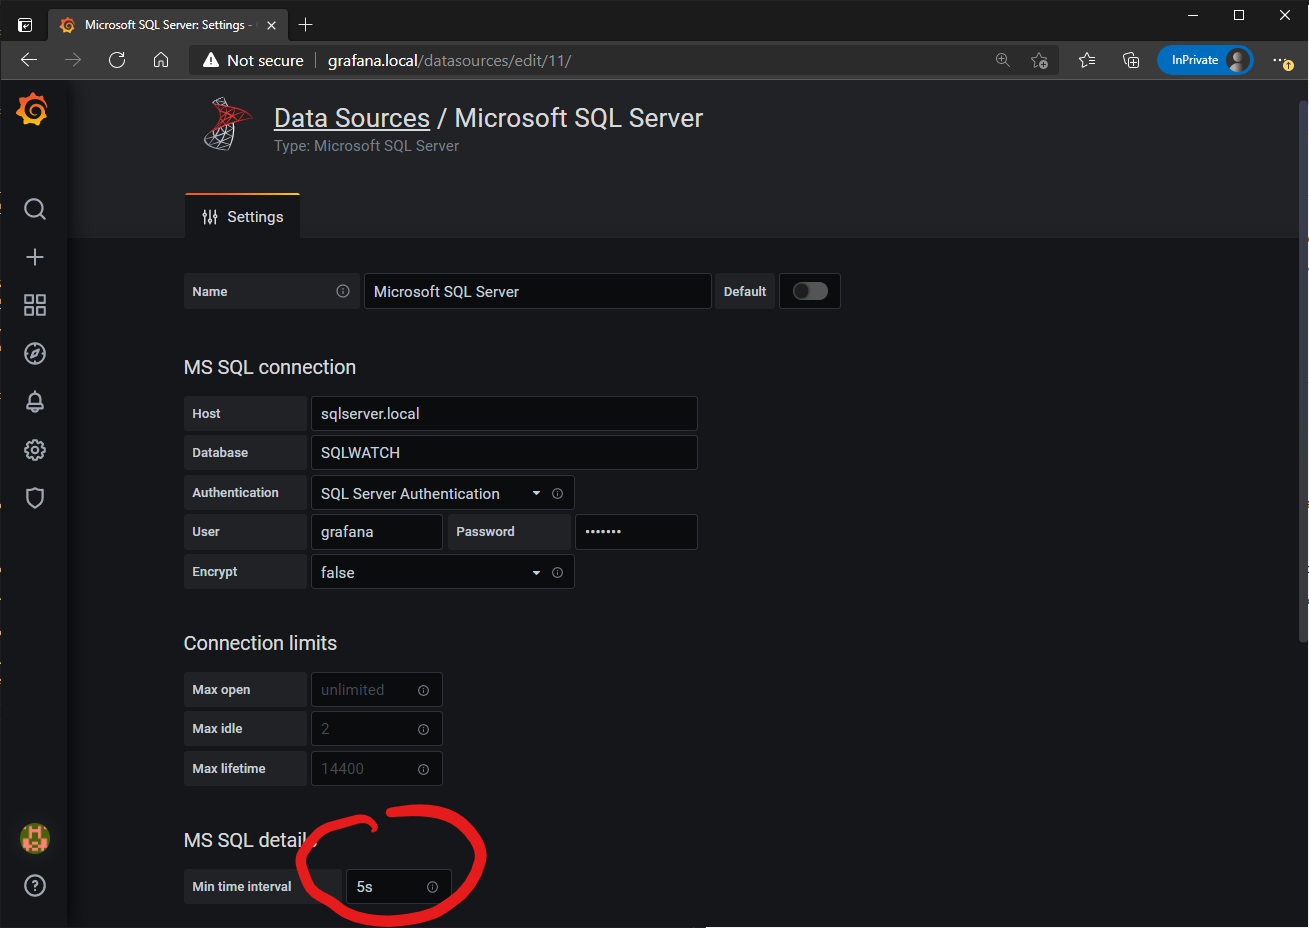 Microsoft SQL Server: Settings -
Not secure grafana.local/datasources/edit/11/ InPrivate
Data Sources / Microsoft SQL Server
Type: Microsoft SQL Server
Settings
Name Microsoft SQL Server Default
MS SQL connection
Host sqlserver.local
Database SQLWATCH
Authentication SQL Server Authentication
User grafana Password •••••••
Encrypt false
Connection limits
Max open unlimited
Max idle 2
Max lifetime 14400
MS SQL details
Min time interval 5s